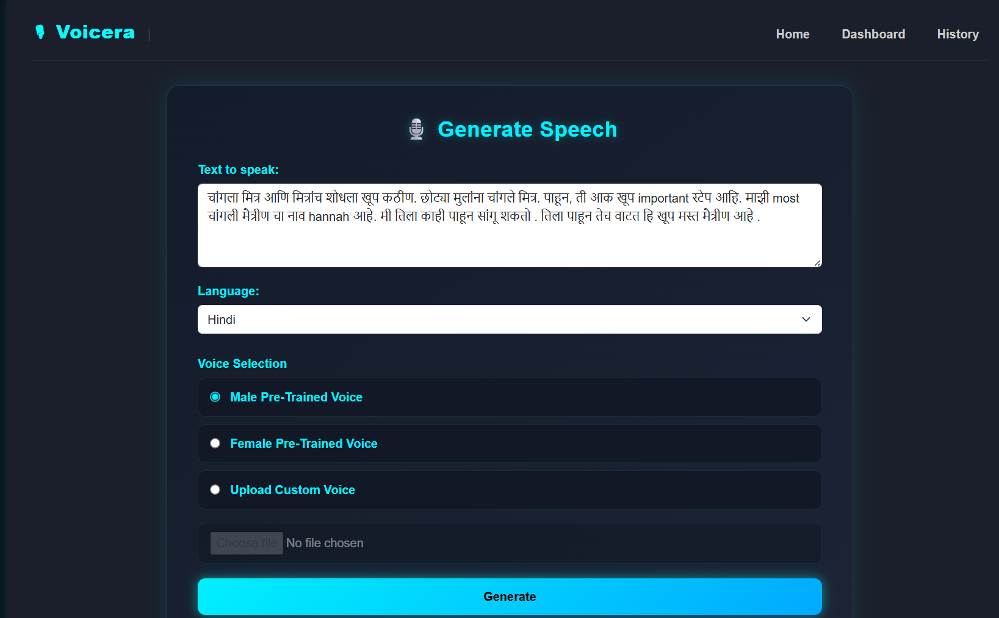 Voicera |
Home Dashboard History
Generate Speech
Text to speak:
चांगला मित्र आणि मित्रांच शोधला खूप कठीण. छोट्या मुलांना चांगले मित्र. पाहून, ती आक खूप important स्टेप आहि. माझी most
चांगली मैत्रीण चा नाव hannah आहे. मी तिला काही पाहून सांगू शकतो . तिला पाहून तेच वाटत हि खूप मस्त मैत्रीण आहे .
Language:
Hindi
Voice Selection
Male Pre-Trained Voice
Female Pre-Trained Voice
Upload Custom Voice
Choose file No file chosen
Generate